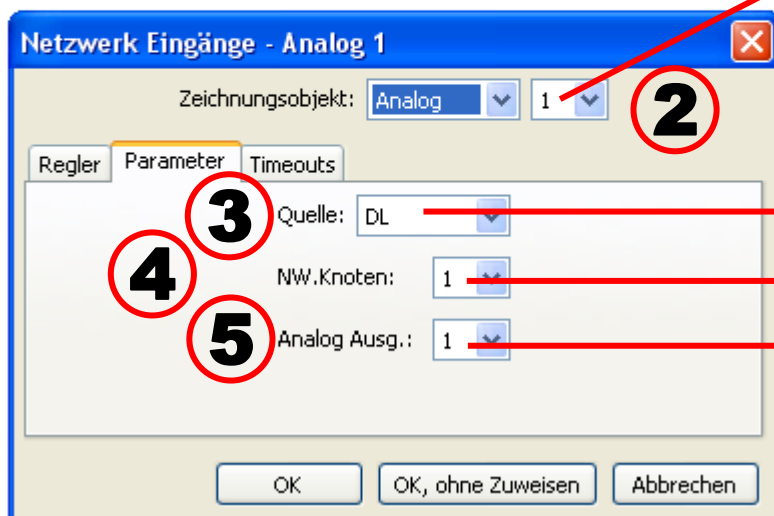 Netzwerk Eingänge - Analog 1
Zeichnungsobjekt: Analog 1 2
Regler Parameter Timeouts
3 Quelle: DL
4 NW.Knoten: 1
5 Analog Ausg.: 1
OK OK, ohne Zuweisen Abbrechen